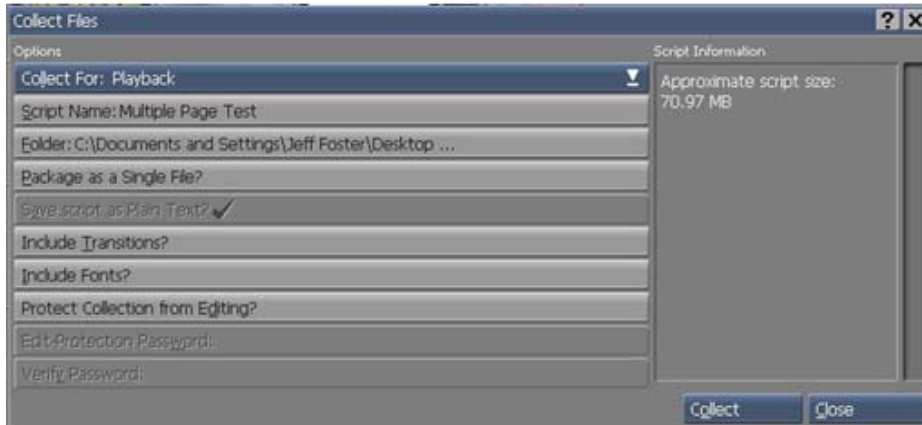 Collect Files
Options
Collect For: Playback
Script Name: Multiple Page Test
Folder: C:\Documents and Settings\Jeff Foster\Desktop ...
Package as a Single File?
Save script as Plain Text? ✓
Include Transitions?
Include Fonts?
Protect Collection from Editing?
Edit-Protection Password:
Verify Password:
Script Information
Approximate script size:
70.97 MB
Collect
Close